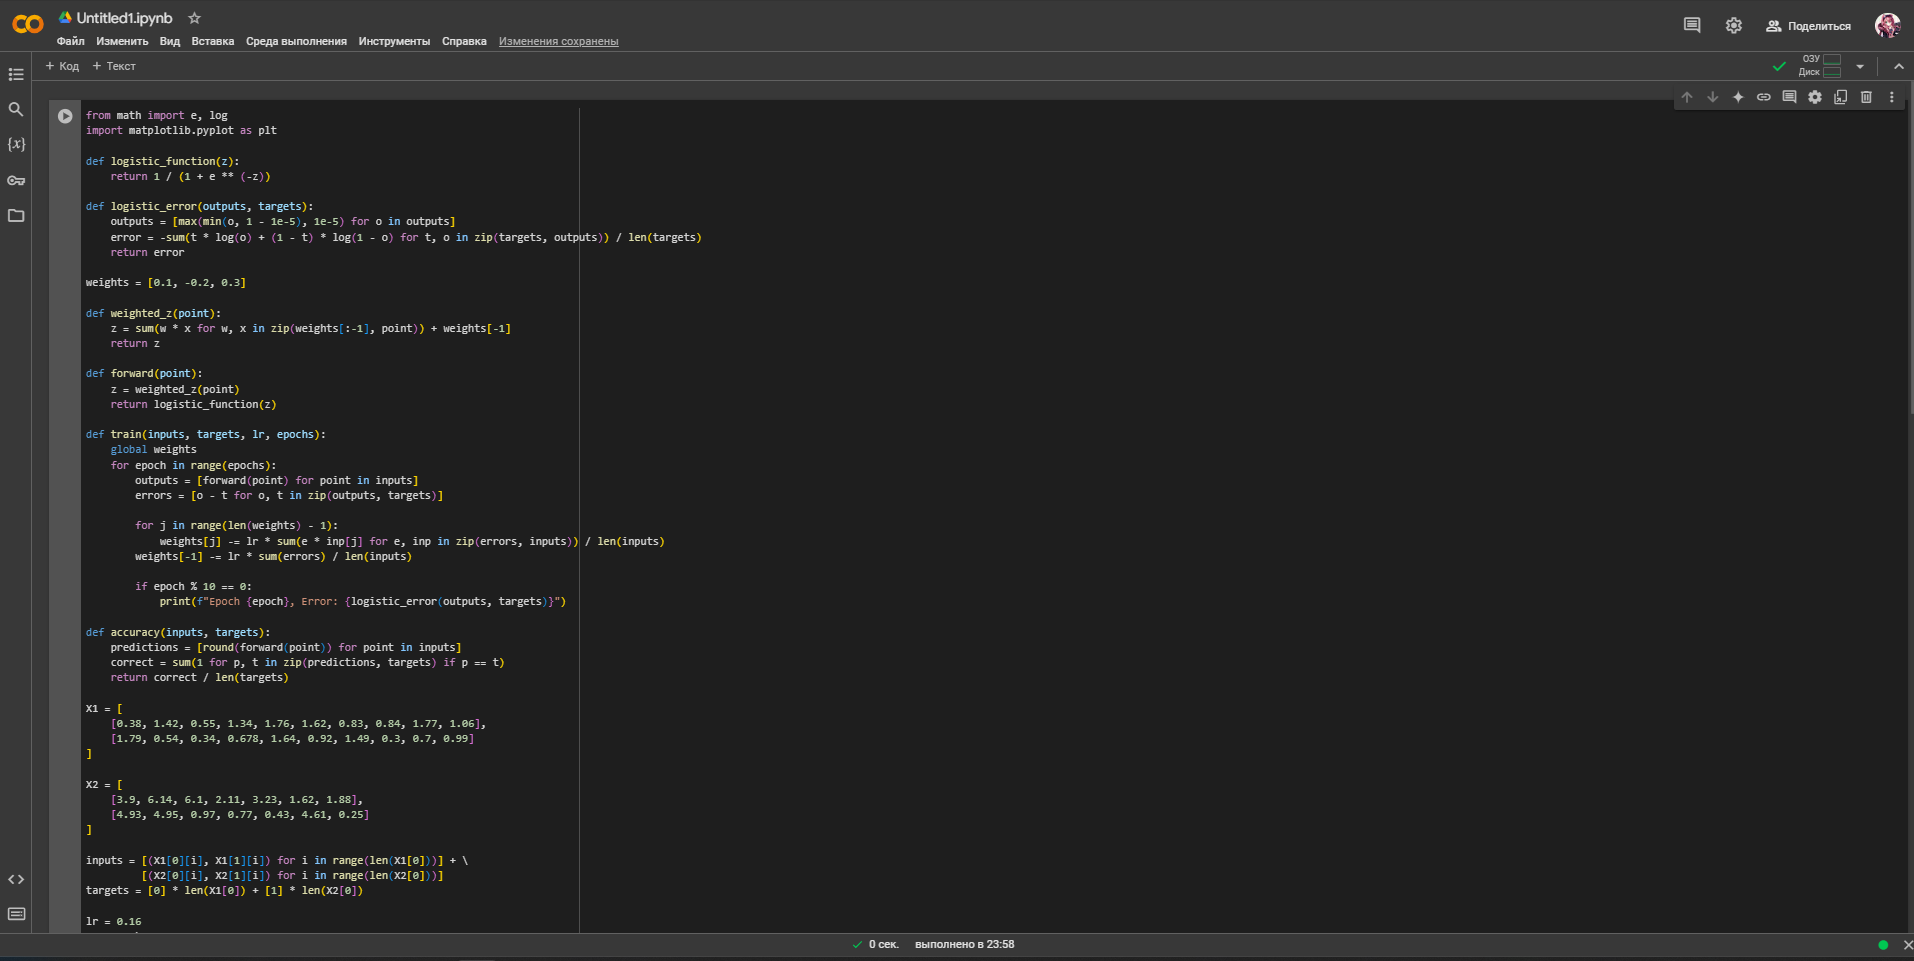 Untitled1.ipynb
Файл Изменить Вид Вставка Среда выполнения Инструменты Справка Изменения сохранены
Поделиться
+ Код + Текст
ОЗУ
Диск
from math import e, log
import matplotlib.pyplot as plt
def logistic_function(z):
    return 1 / (1 + e ** (-z))
def logistic_error(outputs, targets):
    outputs = [max(min(o, 1 - 1e-5), 1e-5) for o in outputs]
    error = -sum(t * log(o) + (1 - t) * log(1 - o) for t, o in zip(targets, outputs)) / len(targets)
    return error
weights = [0.1, -0.2, 0.3]
def weighted_z(point):
    z = sum(w * x for w, x in zip(weights[:-1], point)) + weights[-1]
    return z
def forward(point):
    z = weighted_z(point)
    return logistic_function(z)
def train(inputs, targets, lr, epochs):
    global weights
    for epoch in range(epochs):
        outputs = [forward(point) for point in inputs]
        errors = [o - t for o, t in zip(outputs, targets)]
        for j in range(len(weights) - 1):
            weights[j] -= lr * sum(e * inp[j] for e, inp in zip(errors, inputs)) / len(inputs)
        weights[-1] -= lr * sum(errors) / len(inputs)
        if epoch % 10 == 0:
            print(f"Epoch {epoch}, Error: {logistic_error(outputs, targets)}")
def accuracy(inputs, targets):
    predictions = [round(forward(point)) for point in inputs]
    correct = sum(1 for p, t in zip(predictions, targets) if p == t)
    return correct / len(targets)
X1 = [
    [0.38, 1.42, 0.55, 1.34, 1.76, 1.62, 0.83, 0.84, 1.77, 1.06],
    [1.79, 0.54, 0.34, 0.678, 1.64, 0.92, 1.49, 0.3, 0.7, 0.99]
]
X2 = [
    [3.9, 6.14, 6.1, 2.11, 3.23, 1.62, 1.88],
    [4.93, 4.95, 0.97, 0.77, 0.43, 4.61, 0.25]
]
inputs = [(X1[0][i], X1[1][i]) for i in range(len(X1[0]))] + \
         [(X2[0][i], X2[1][i]) for i in range(len(X2[0]))]
targets = [0] * len(X1[0]) + [1] * len(X2[0])
lr = 0.16
0 сек. выполнено в 23:58